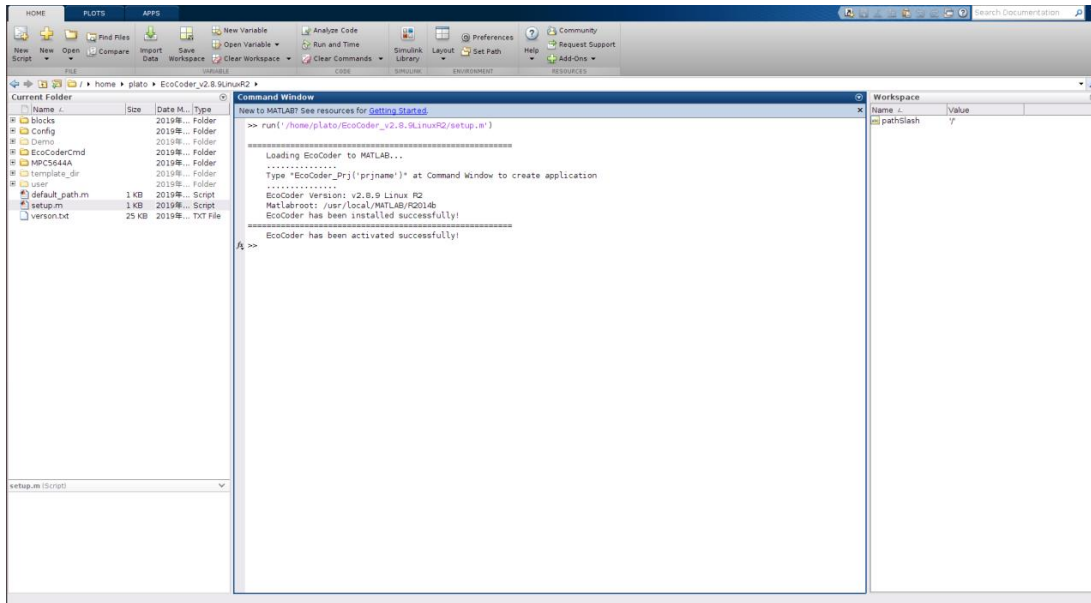 HOME PLOTS APPS
Search Documentation
New Script
New
Open
Find Files
Compare
Import Data
Save Workspace
New Variable
Open Variable
Clear Workspace
Analyze Code
Run and Time
Clear Commands
Simulink Library
Layout
Preferences
Set Path
Help
Community
Request Support
Add-Ons
FILE VARIABLE CODE SIMULINK ENVIRONMENT RESOURCES
/ home plato EcoCoder_v2.8.9LinuxR2
Current Folder
Name Size Date M... Type
blocks 2019年... Folder
Config 2019年... Folder
Demo 2019年... Folder
EcoCoderCmd 2019年... Folder
MPC5644A 2019年... Folder
template_dir 2019年... Folder
user 2019年... Folder
default_path.m 1 KB 2019年... Script
setup.m 1 KB 2019年... Script
verson.txt 25 KB 2019年... TXT File
setup.m (Script)
Command Window
New to MATLAB? See resources for Getting Started.
>> run('/home/plato/EcoCoder_v2.8.9LinuxR2/setup.m')
========================================================
Loading EcoCoder to MATLAB...
...............
Type "EcoCoder_Prj('prjname')" at Command Window to create application
...............
EcoCoder Version: v2.8.9 Linux R2
Matlabroot: /usr/local/MATLAB/R2014b
EcoCoder has been installed successfully!
========================================================
EcoCoder has been activated successfully!
fx >>
Workspace
Name Value
pathSlash '/'